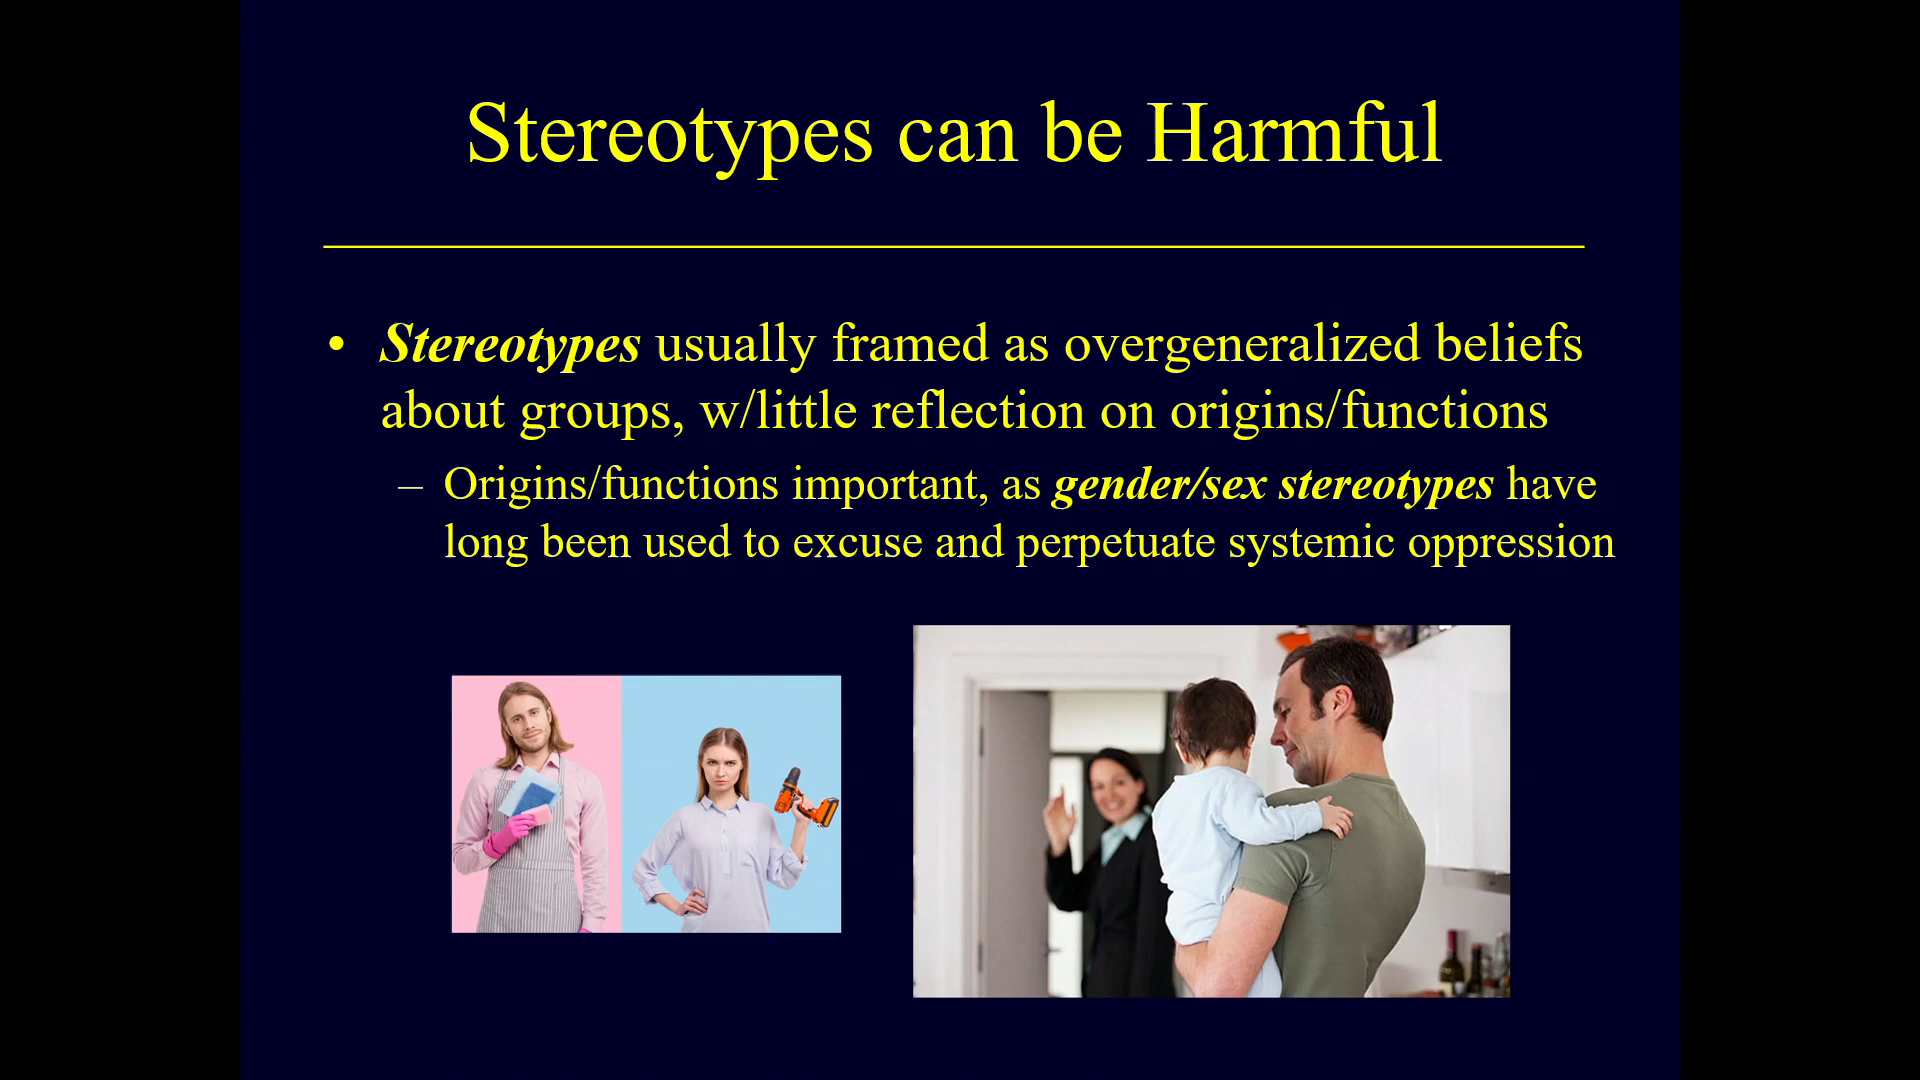 Stereotypes can be Harmful
• Stereotypes usually framed as overgeneralized beliefs
about groups, w/little reflection on origins/functions
– Origins/functions important, as gender/sex stereotypes have
long been used to excuse and perpetuate systemic oppression